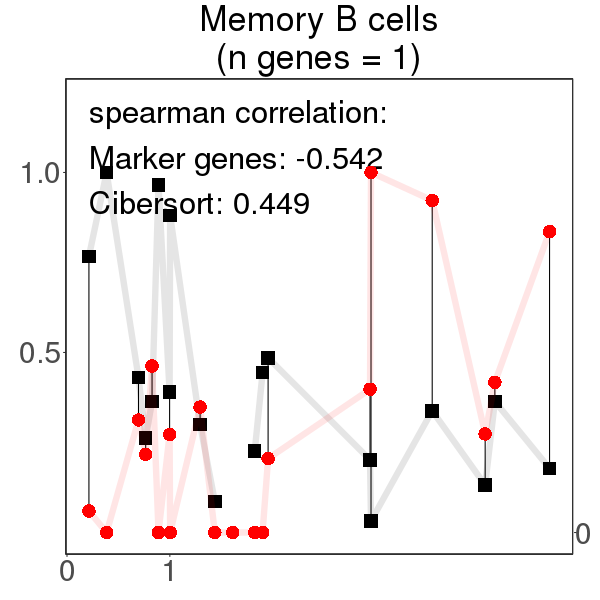 Memory B cells
(n genes = 1)
spearman correlation:
Marker genes: -0.542
Cibersort: 0.449
1.0
0.5
0
0
1